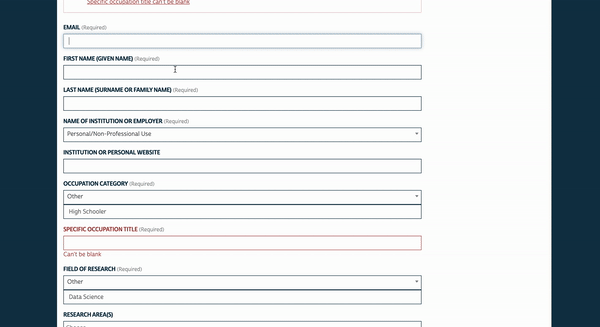 Specific occupation title can't be blank
EMAIL (Required)
FIRST NAME (GIVEN NAME) (Required)
LAST NAME (SURNAME OR FAMILY NAME) (Required)
NAME OF INSTITUTION OR EMPLOYER (Required)
Personal/Non-Professional Use
INSTITUTION OR PERSONAL WEBSITE
OCCUPATION CATEGORY (Required)
Other
High Schooler
SPECIFIC OCCUPATION TITLE (Required)
Can't be blank
FIELD OF RESEARCH (Required)
Other
Data Science
RESEARCH AREA(S)